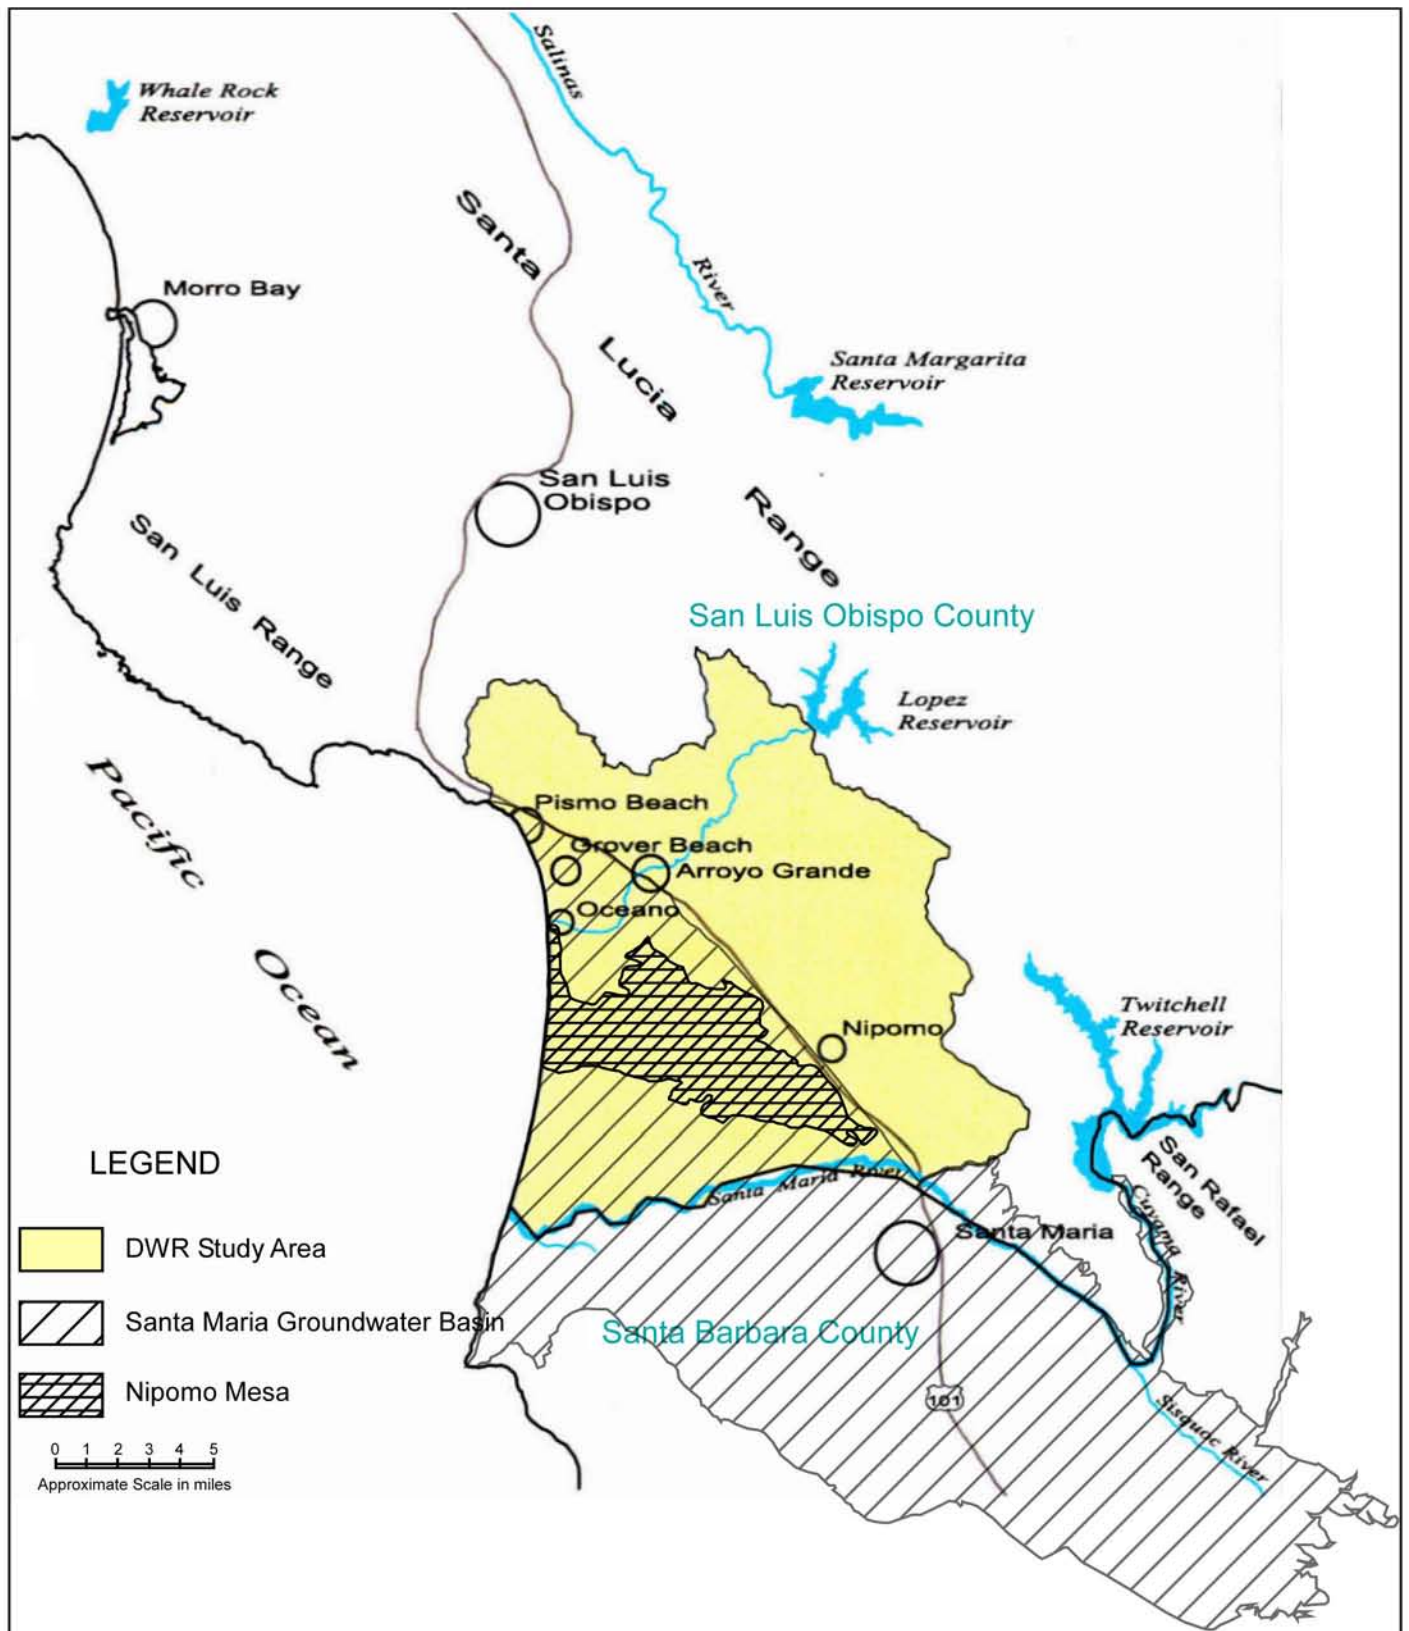 Salinas
River
Whale Rock
Reservoir
Santa
Lucia
Range
Morro Bay
Santa Margarita
Reservoir
San Luis
Obispo
San Luis Range
San Luis Obispo County
Lopez
Reservoir
Pacific
Ocean
Pismo Beach
Grover Beach
Arroyo Grande
Oceano
Nipomo
Twitchell
Reservoir
San Rafael
Range
Cuyama
River
Santa Maria River
Santa Maria
Santa Barbara County
101
Sisquoc River
LEGEND
DWR Study Area
Santa Maria Groundwater Basin
Nipomo Mesa
0 1 2 3 4 5
Approximate Scale in miles